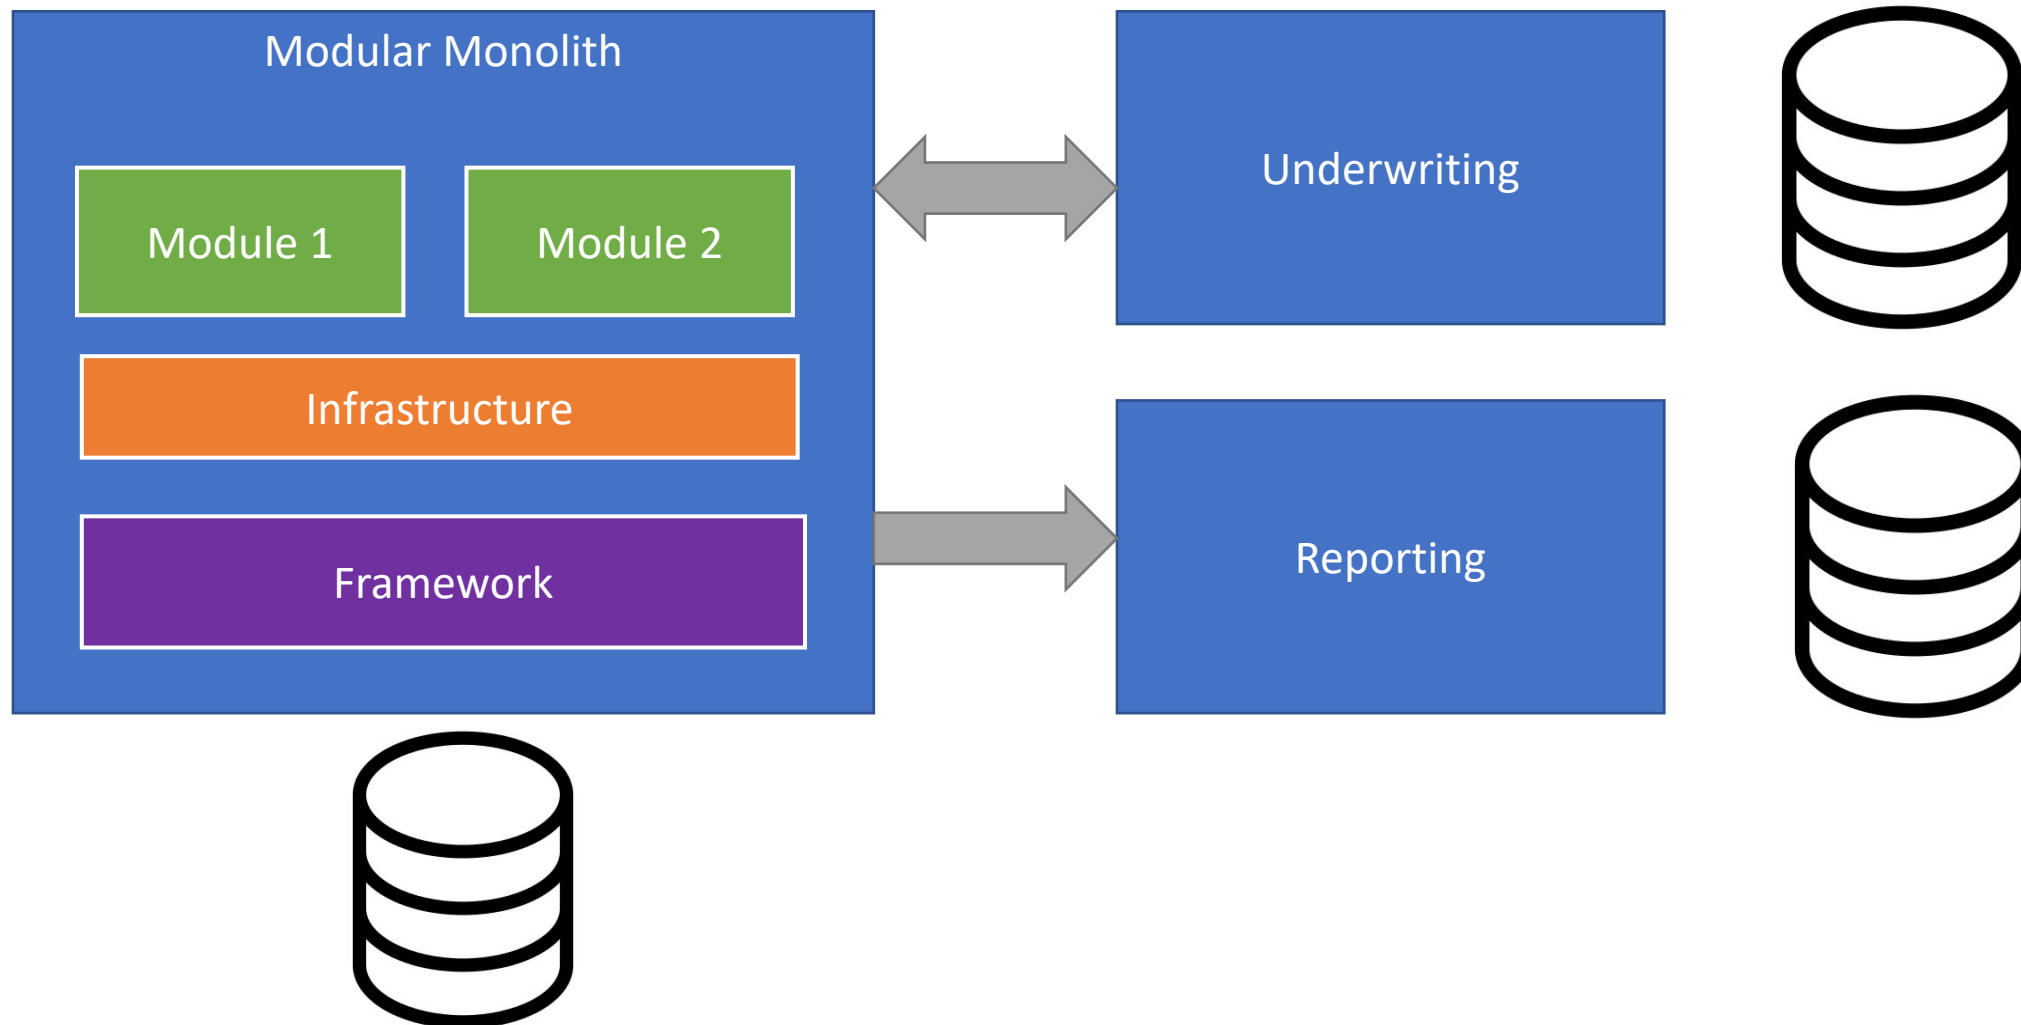 Modular Monolith
Module 1
Module 2
Infrastructure
Framework
Underwriting
Reporting